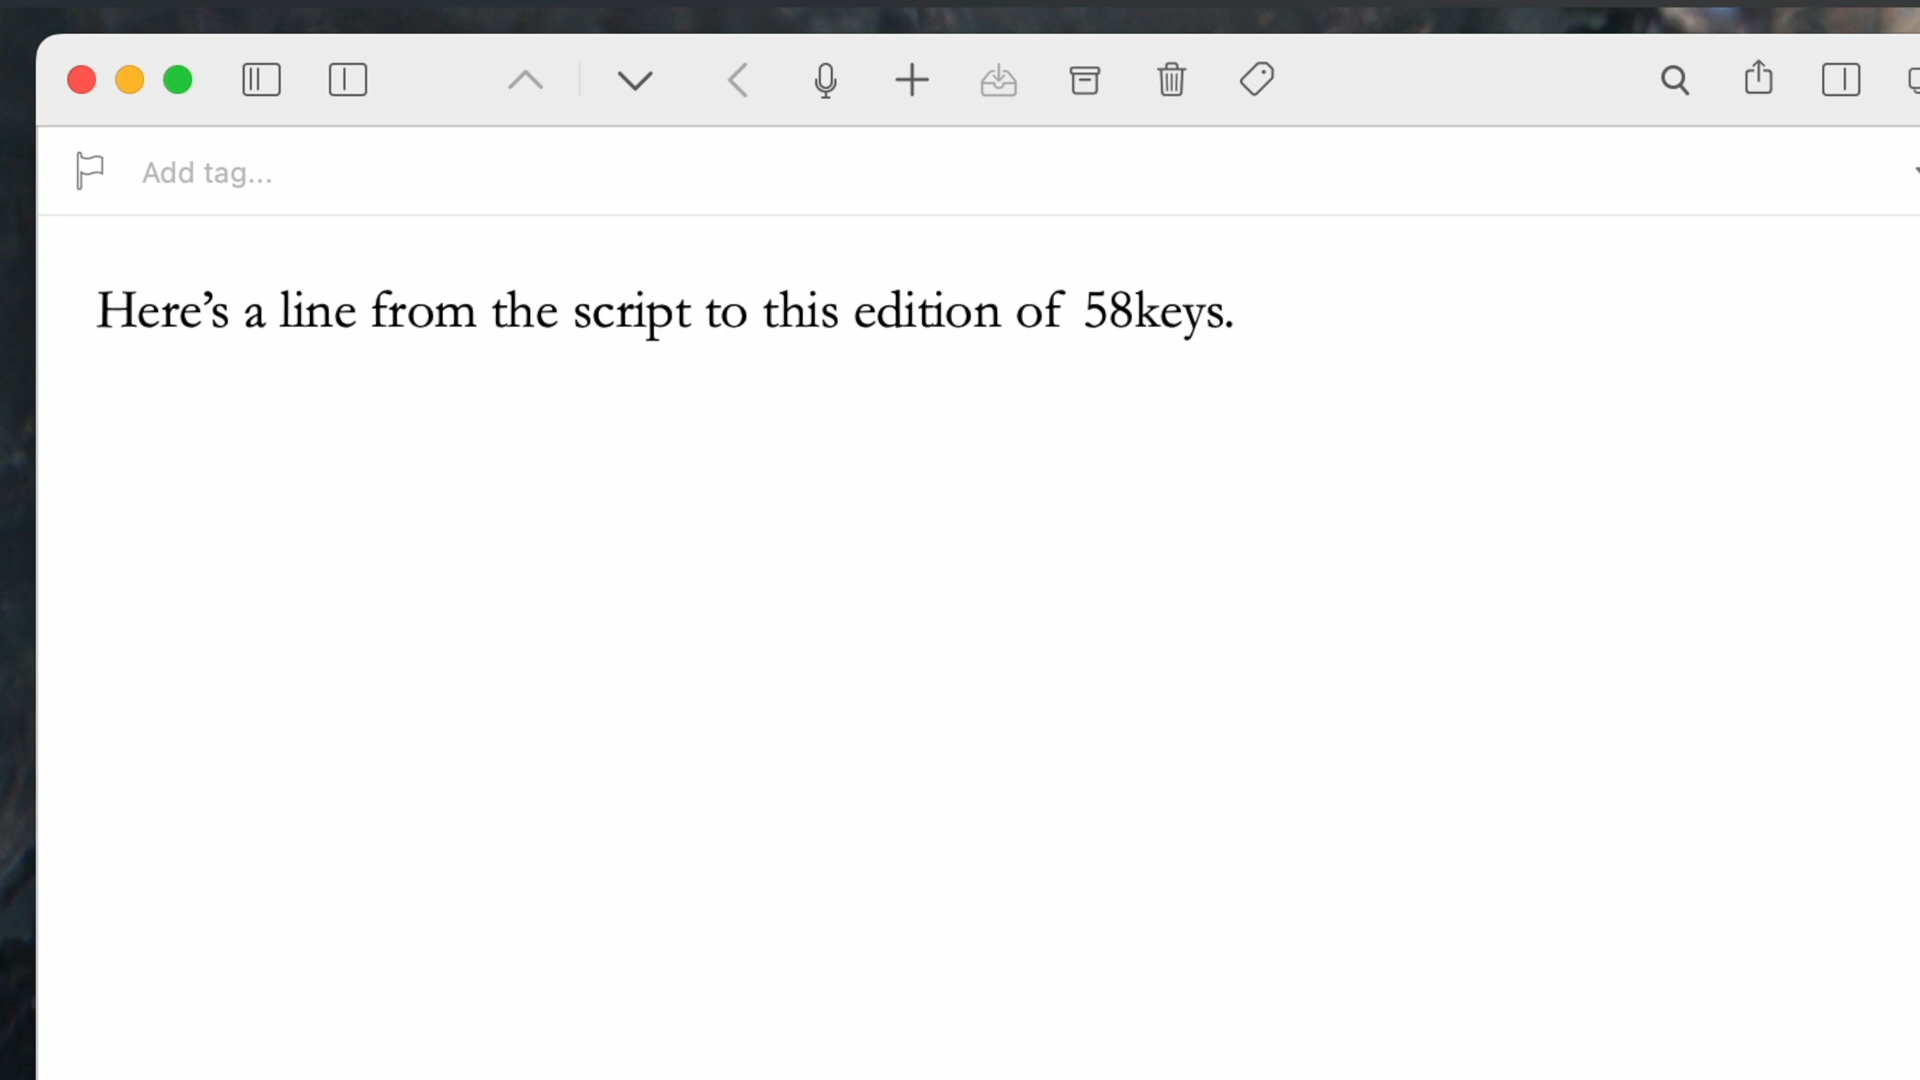 Add tag...
Here’s a line from the script to this edition of 58keys.